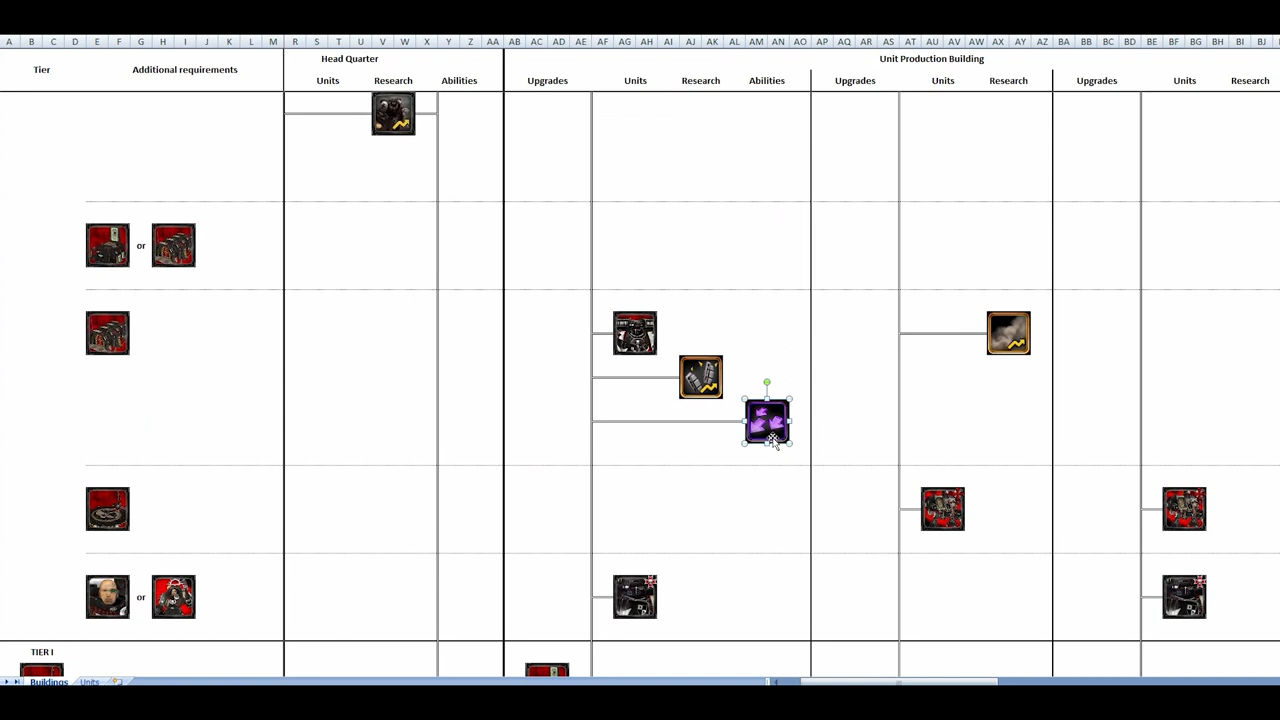 A B C D E F G H I J K L M R S T U V W X Y Z AA AB AC AD AE AF AG AH AI AJ AK AL AM AN AO AP AQ AR AS AT AU AV AW AX AY AZ BA BB BC BD BE BF BG BH BI BJ
Head Quarter Unit Production Building
Tier Additional requirements
Units Research Abilities Upgrades Units Research Abilities Upgrades Units Research Upgrades Units Research
or
or
TIER I
Buildings Units